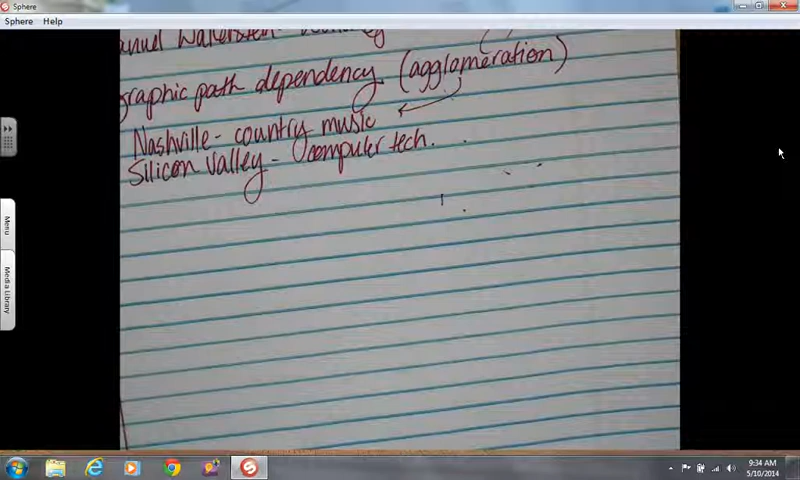 Sphere
Sphere Help
graphic path dependency (agglomeration)
Nashville - country music
Silicon Valley - computer tech.
Menu
Media Library
9:34 AM
5/10/2014